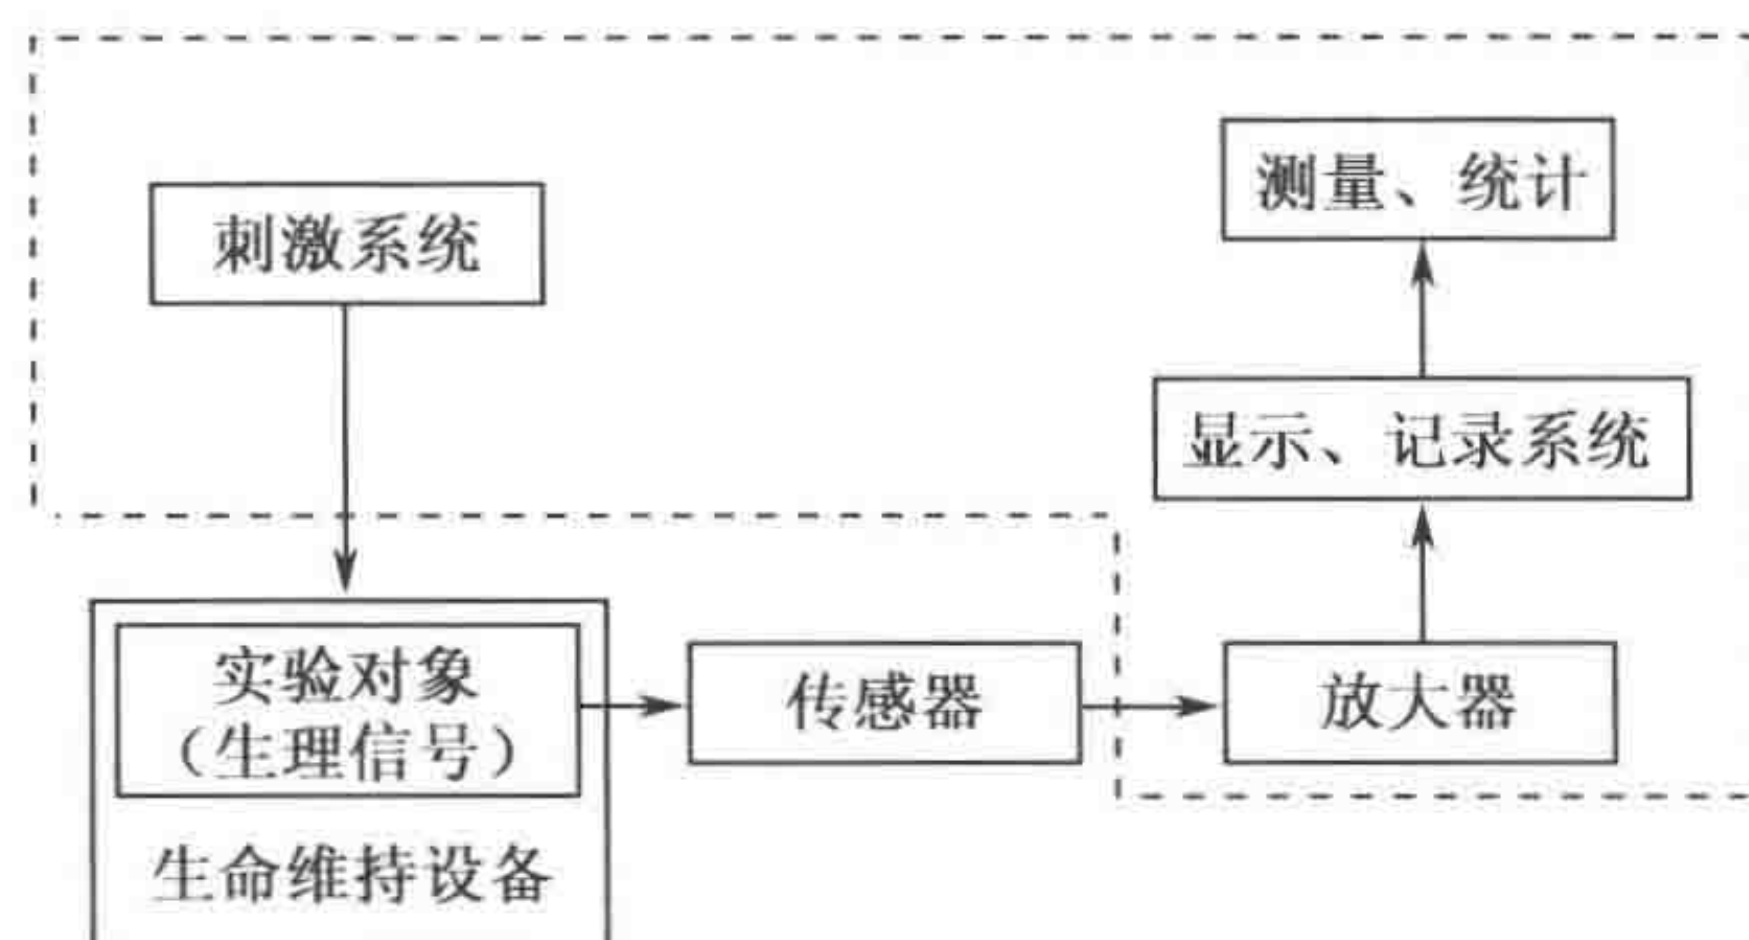 刺激系统
测量、统计
显示、记录系统
实验对象
（生理信号）
传感器
放大器
生命维持设备